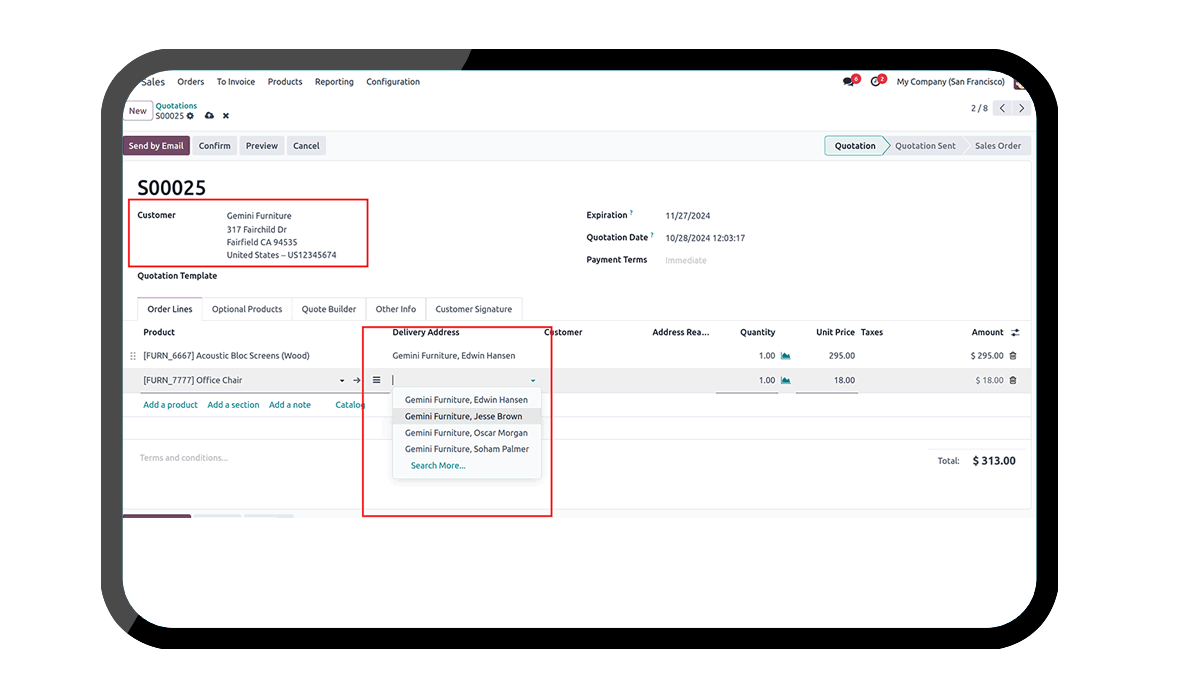 Sales Orders To Invoice Products Reporting Configuration 6 2 My Company (San Francisco)
New Quotations 2 / 8
S00025
Send by Email Confirm Preview Cancel Quotation Quotation Sent Sales Order
S00025
Customer Gemini Furniture Expiration ? 11/27/2024
317 Fairchild Dr
Fairfield CA 94535 Quotation Date ? 10/28/2024 12:03:17
United States – US12345674 Payment Terms Immediate
Quotation Template
Order Lines Optional Products Quote Builder Other Info Customer Signature
Product Delivery Address Customer Address Rea... Quantity Unit Price Taxes Amount
[FURN_6667] Acoustic Bloc Screens (Wood) Gemini Furniture, Edwin Hansen 1.00 295.00 $ 295.00
[FURN_7777] Office Chair 1.00 18.00 $ 18.00
Add a product Add a section Add a note Catalog
Gemini Furniture, Edwin Hansen
Gemini Furniture, Jesse Brown
Gemini Furniture, Oscar Morgan
Gemini Furniture, Soham Palmer
Search More...
Terms and conditions... Total: $ 313.00